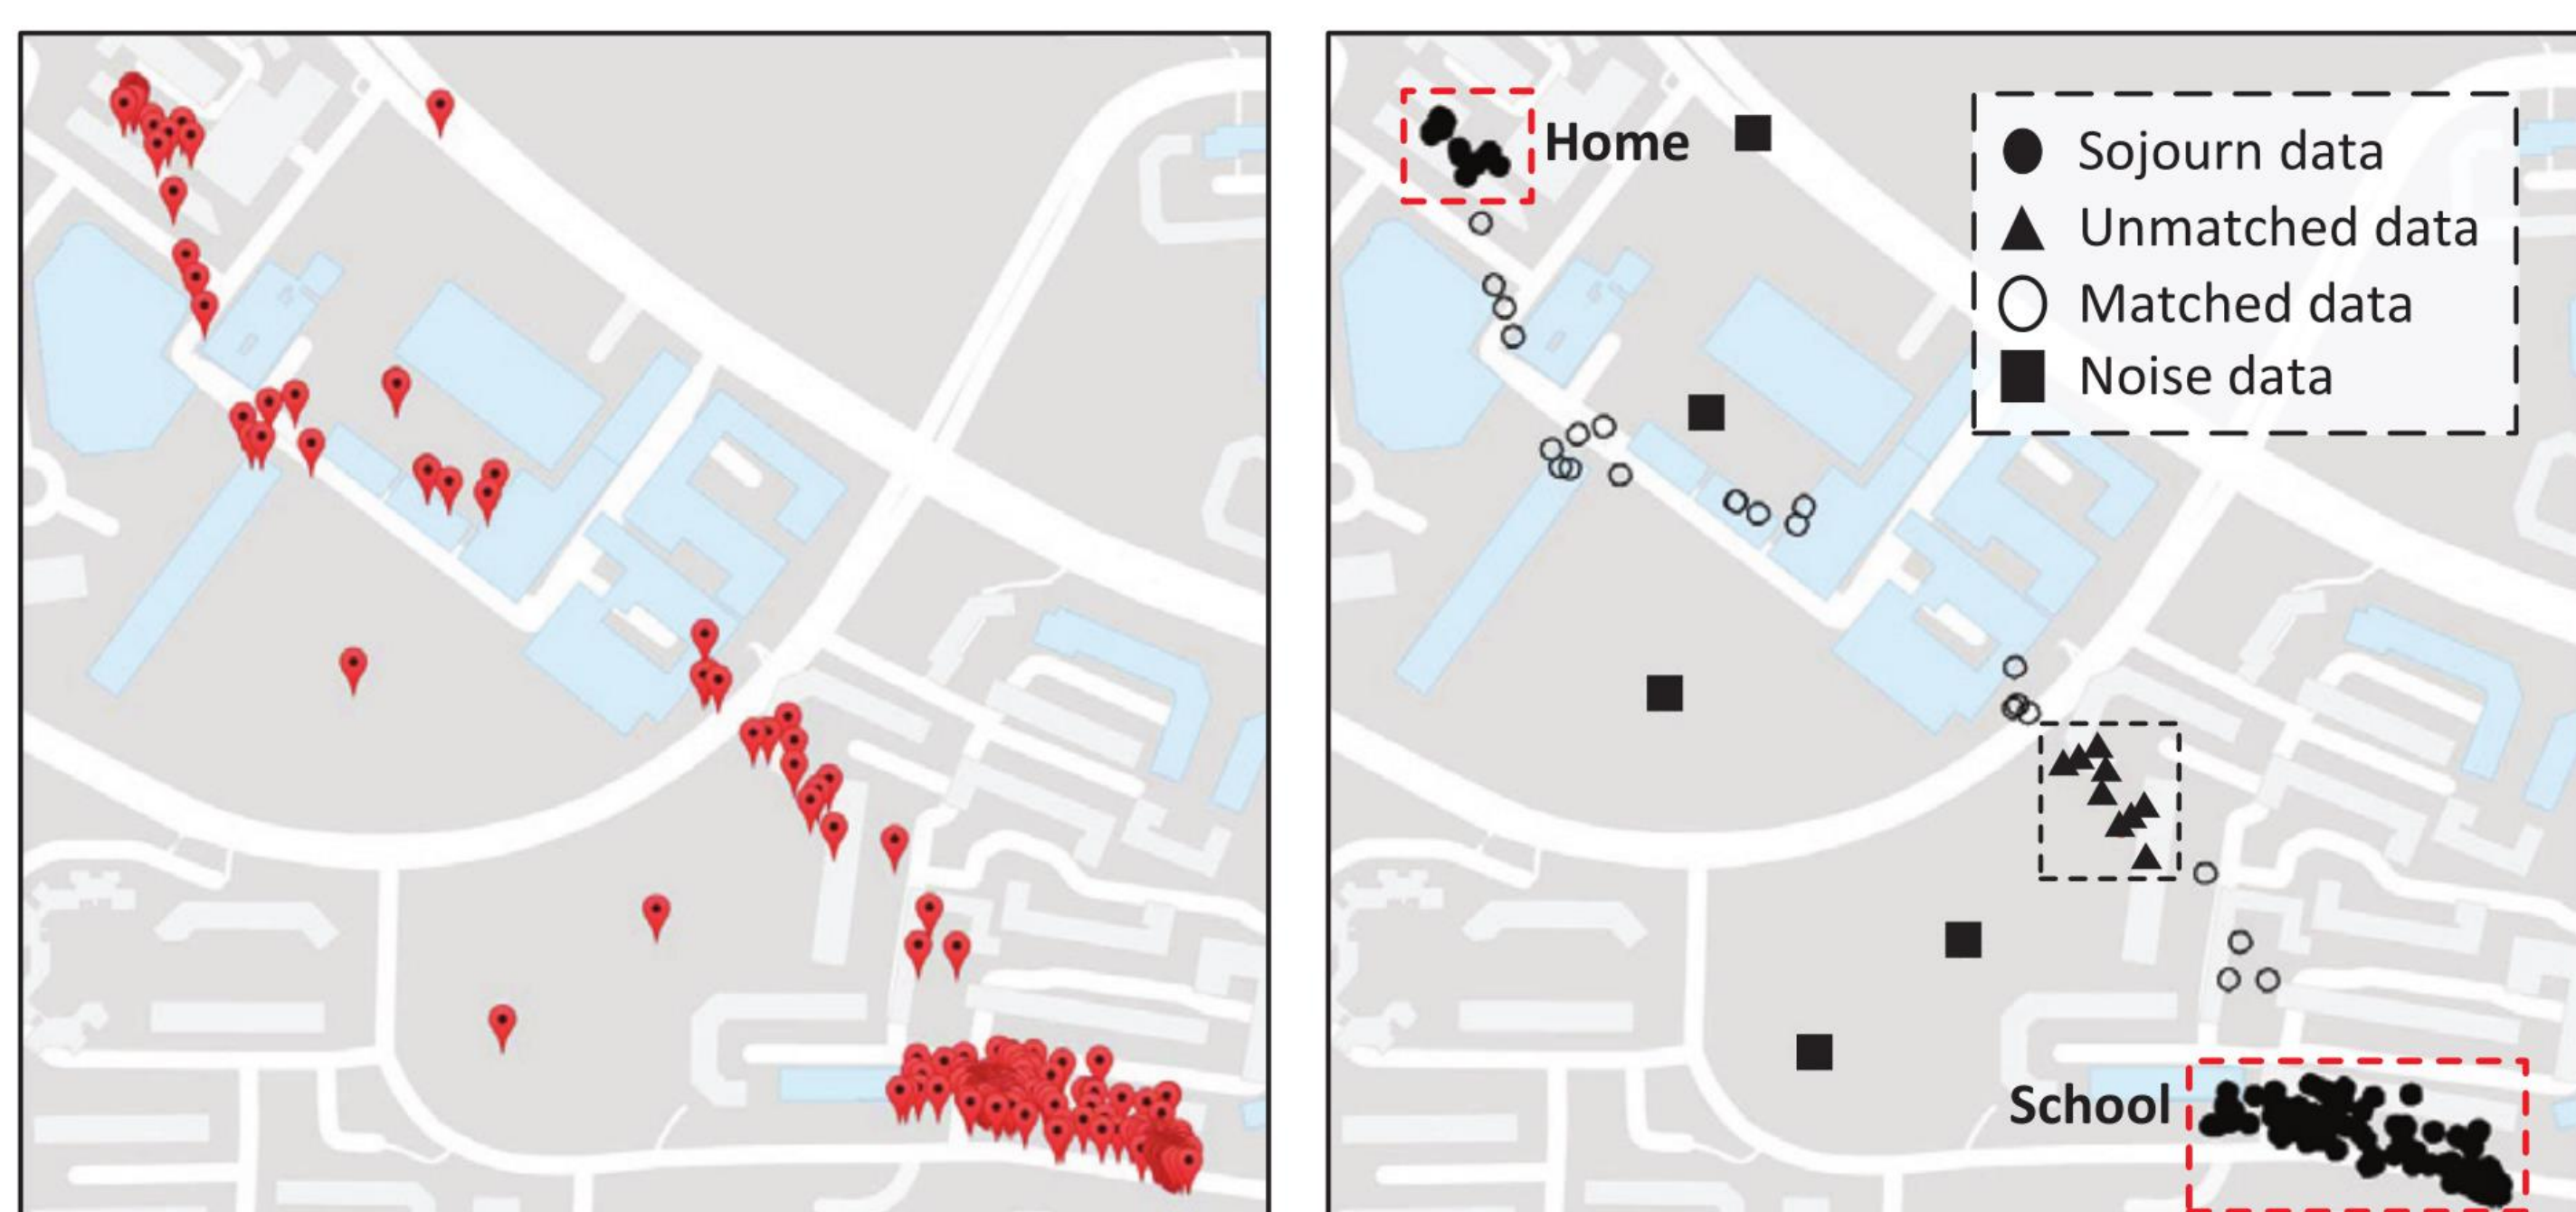 Home
Sojourn data
Unmatched data
Matched data
Noise data
School